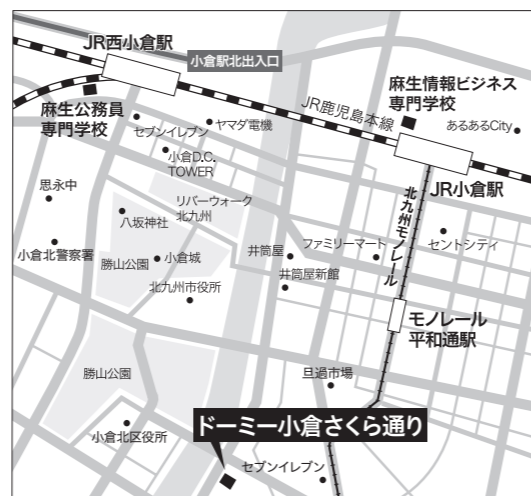 JR西小倉駅
小倉駅北出入口
麻生公務員
専門学校
セブンイレブン
ヤマダ電機
JR鹿児島本線
麻生情報ビジネス
専門学校
あるあるCity
小倉D.C.
TOWER
JR小倉駅
思永中
リバーウォーク
北九州
八坂神社
北九州モノレール
小倉北警察署
勝山公園
小倉城
井筒屋
ファミリーマート
セントシティ
北九州市役所
井筒屋新館
モノレール
平和通駅
勝山公園
旦過市場
小倉北区役所
ドーミー小倉さくら通り
セブンイレブン